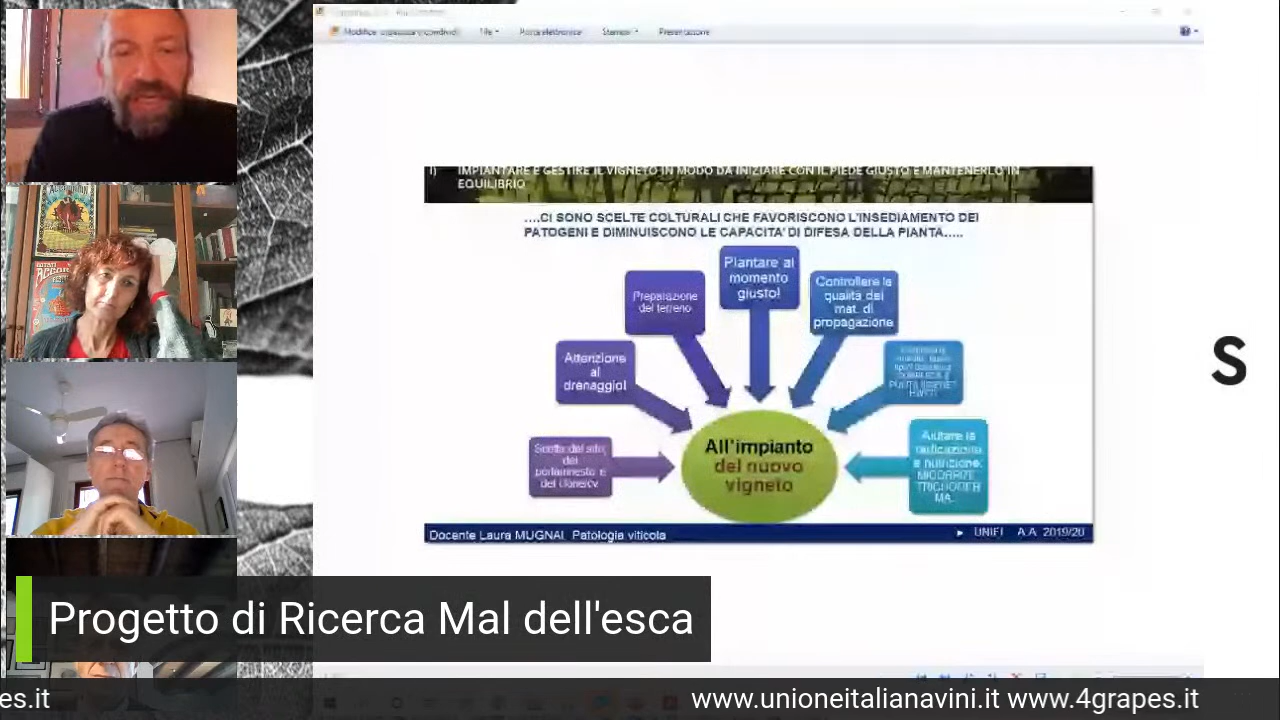 Modifica, organizza e condividi
File
Posta elettronica
Stampa
Presentazione
I) IMPIANTARE E GESTIRE IL VIGNETO IN MODO DA INIZIARE CON IL PIEDE GIUSTO E MANTENERLO IN
EQUILIBRIO
....CI SONO SCELTE COLTURALI CHE FAVORISCONO L'INSEDIAMENTO DEI
PATOGENI E DIMINUISCONO LE CAPACITA' DI DIFESA DELLA PIANTA.....
Scelta del sito,
del
portainnesto e
del clone/cv
Attenzione
al
drenaggio!
Preparazione
del terreno
Plantare al
momento
giusto!
Controllare la
qualità del
mat. di
propagazione
Aiutare la
radicazione
e nutrizione:
MICORRIZE
TRICHODER
MA..
All'impianto
del nuovo
vigneto
Docente Laura MUGNAI Patologia viticola
UNIFI A.A. 2019/20
S
Progetto di Ricerca Mal dell'esca
es.it
www.unioneitalianavini.it www.4grapes.it